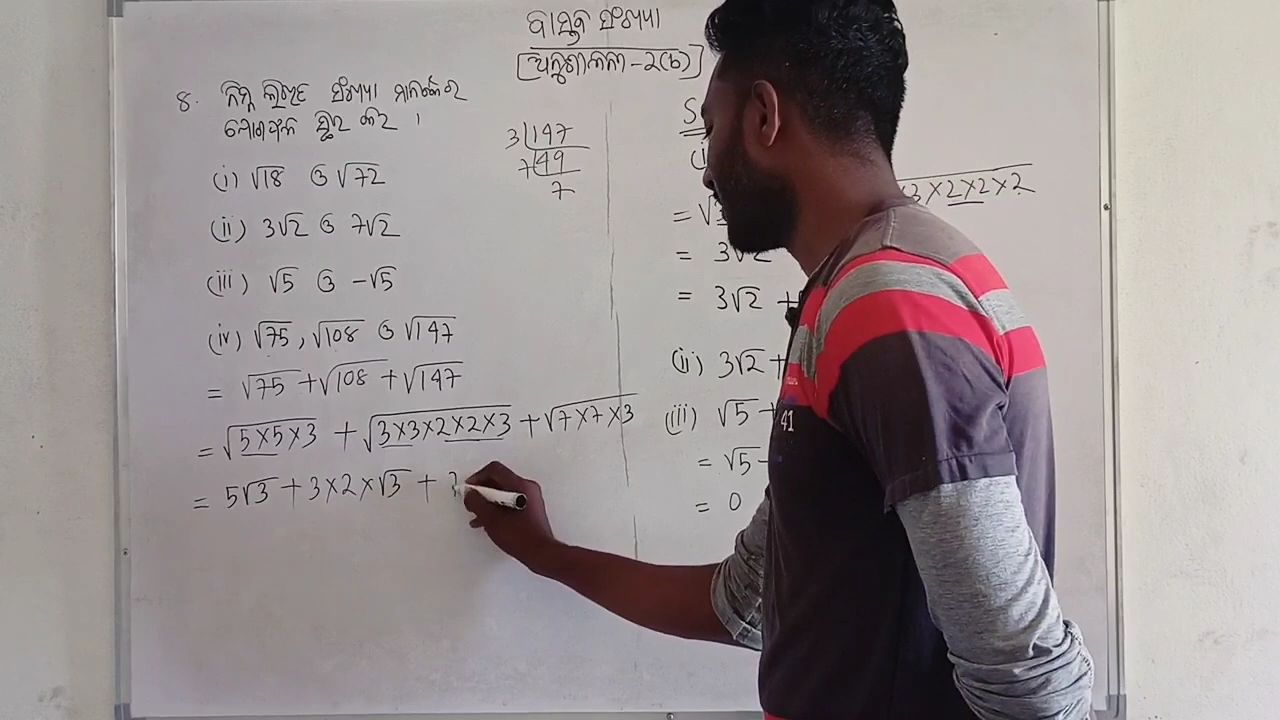 ବାସ୍ତବ ସଂଖ୍ୟା
[ଅନୁଶୀଳନୀ - 2(b)]
8. ନିମ୍ନ ଲିଖିତ ସଂଖ୍ୟା ମାନଙ୍କର
ଯୋଗଫଳ ସ୍ଥିର କର ।
(i) √18 ଓ √72
(ii) 3√2 ଓ 7√2
(iii) √5 ଓ -√5
(iv) √75, √108 ଓ √147
= √75 + √108 + √147
= √5×5×3 + √3×3×2×2×3 + √7×7×3
= 5√3 + 3×2×√3 +
3 147
7 49
7
S
(i
3×2×2×2
= √
= 3√2
= 3√2 +
(ii) 3√2 +
(iii) √5 +
= √5 -
= 0
41